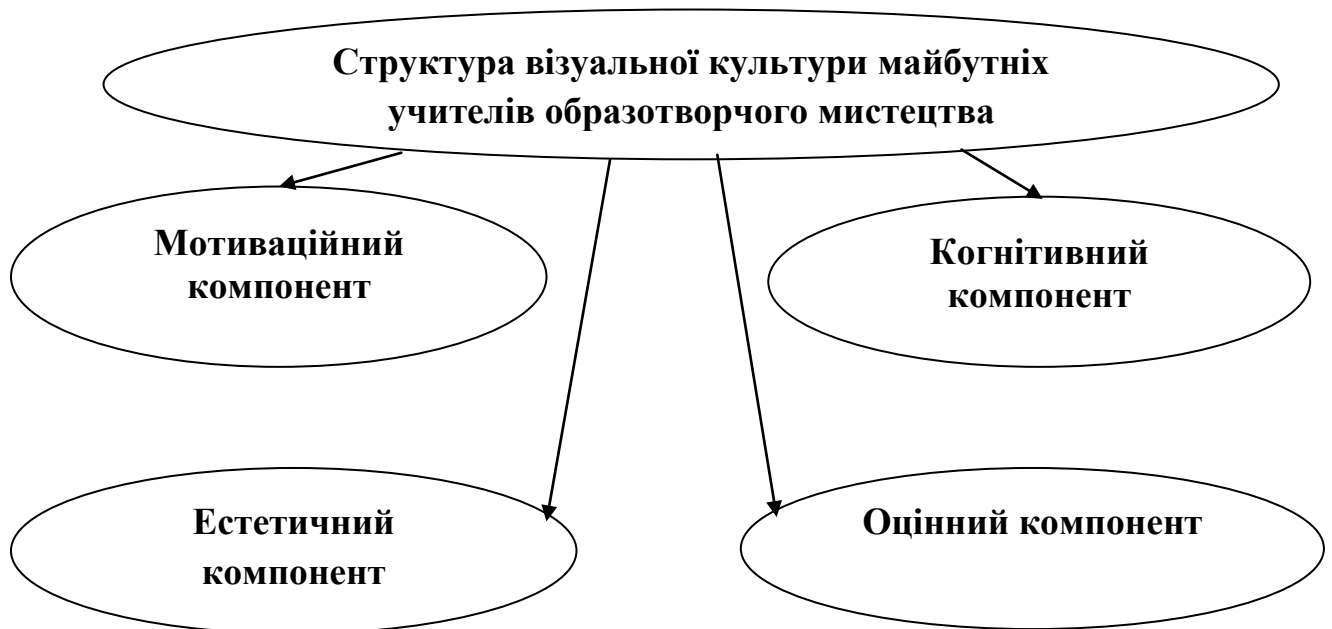 Структура візуальної культури майбутніх
учителів образотворчого мистецтва
Мотиваційний
компонент
Когнітивний
компонент
Естетичний
компонент
Оцінний компонент